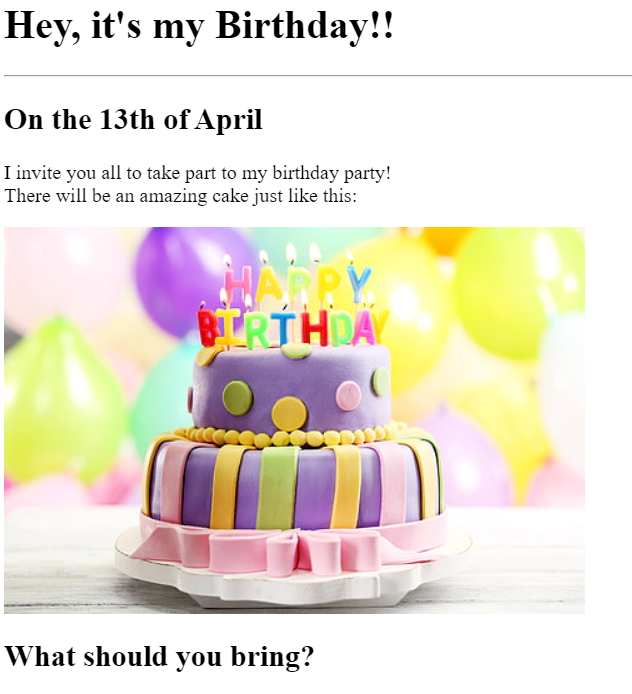 Hey, it's my Birthday!!
On the 13th of April
I invite you all to take part to my birthday party!
There will be an amazing cake just like this:
HAPPY
BIRTHDAY
What should you bring?